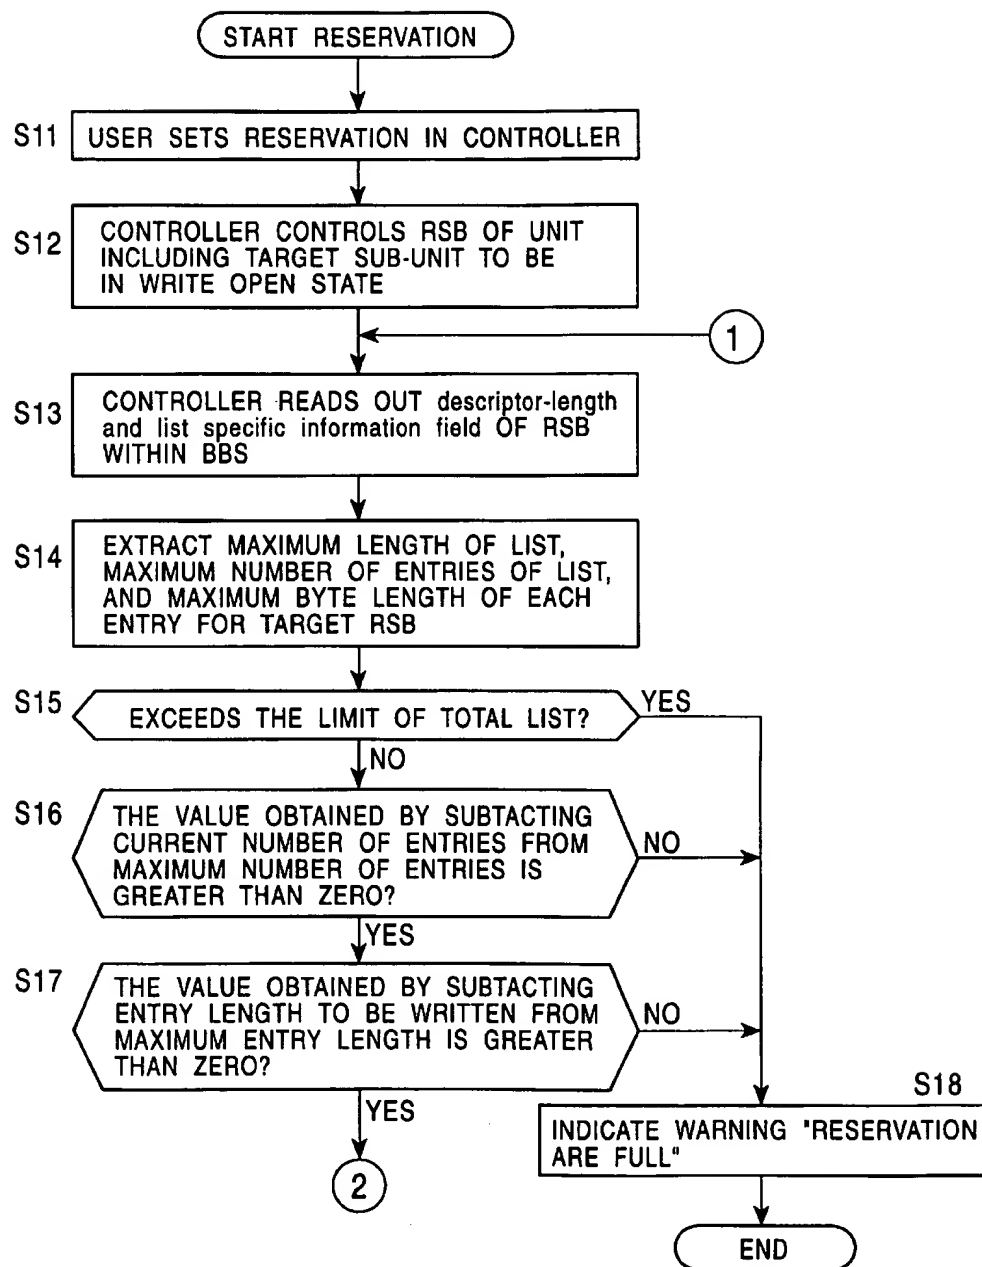 START RESERVATION
S11
USER SETS RESERVATION IN CONTROLLER
S12
CONTROLLER CONTROLS RSB OF UNIT
INCLUDING TARGET SUB-UNIT TO BE
IN WRITE OPEN STATE
1
S13
CONTROLLER READS OUT descriptor-length
and list specific information field OF RSB
WITHIN BBS
S14
EXTRACT MAXIMUM LENGTH OF LIST,
MAXIMUM NUMBER OF ENTRIES OF LIST,
AND MAXIMUM BYTE LENGTH OF EACH
ENTRY FOR TARGET RSB
S15
EXCEEDS THE LIMIT OF TOTAL LIST?
YES
NO
S16
THE VALUE OBTAINED BY SUBTACTING
CURRENT NUMBER OF ENTRIES FROM
MAXIMUM NUMBER OF ENTRIES IS
GREATER THAN ZERO?
NO
YES
S17
THE VALUE OBTAINED BY SUBTACTING
ENTRY LENGTH TO BE WRITTEN FROM
MAXIMUM ENTRY LENGTH IS GREATER
THAN ZERO?
NO
YES
2
S18
INDICATE WARNING "RESERVATION
ARE FULL"
END